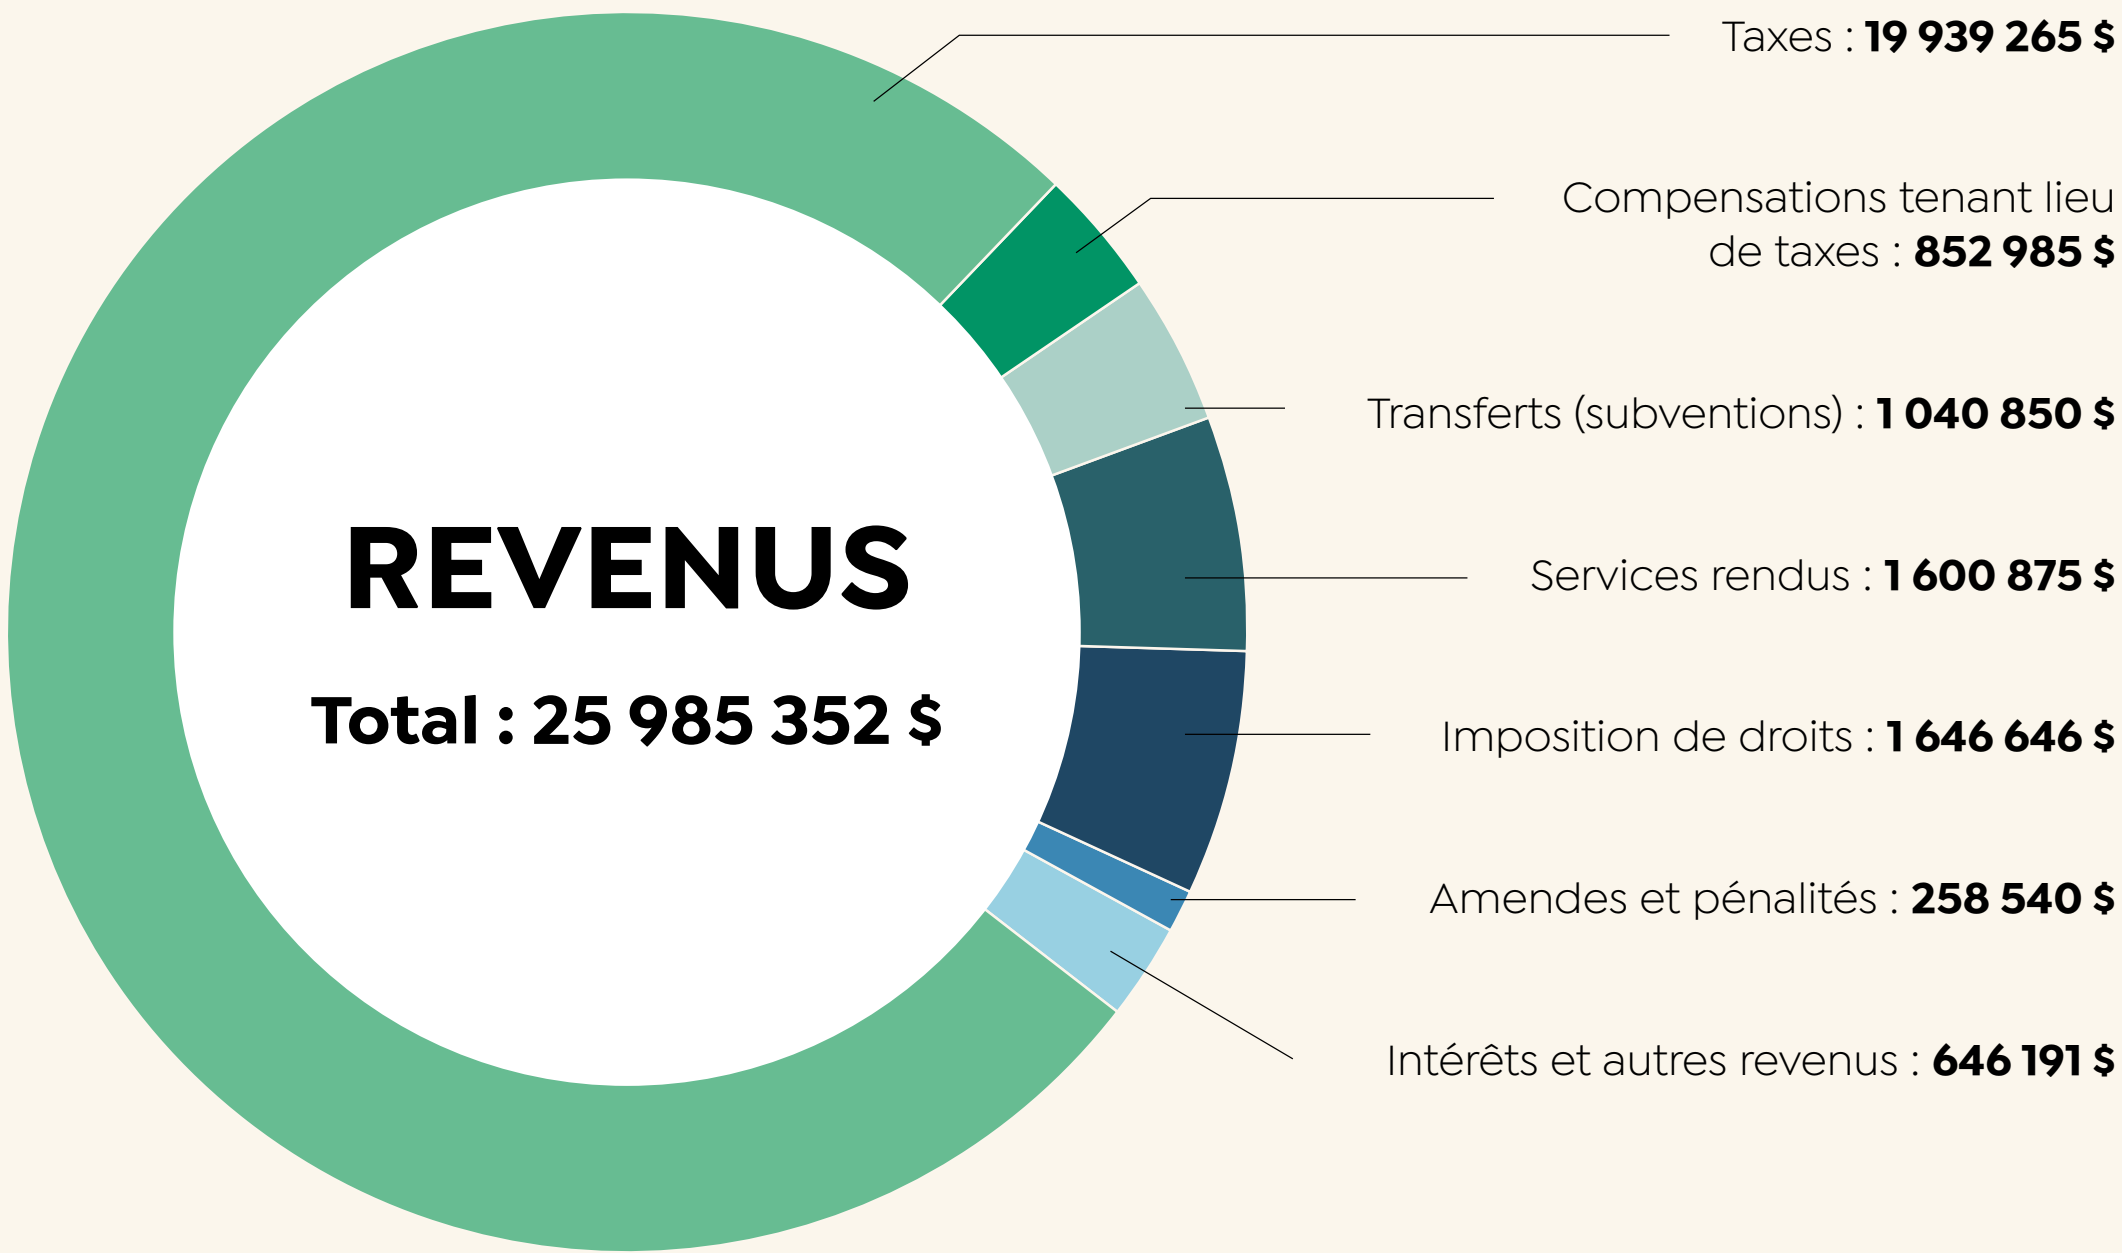 Taxes : 19 939 265 $
Compensations tenant lieu
de taxes : 852 985 $
Transferts (subventions) : 1 040 850 $
Services rendus : 1 600 875 $
Imposition de droits : 1 646 646 $
Amendes et pénalités : 258 540 $
Intérêts et autres revenus : 646 191 $
REVENUS
Total : 25 985 352 $